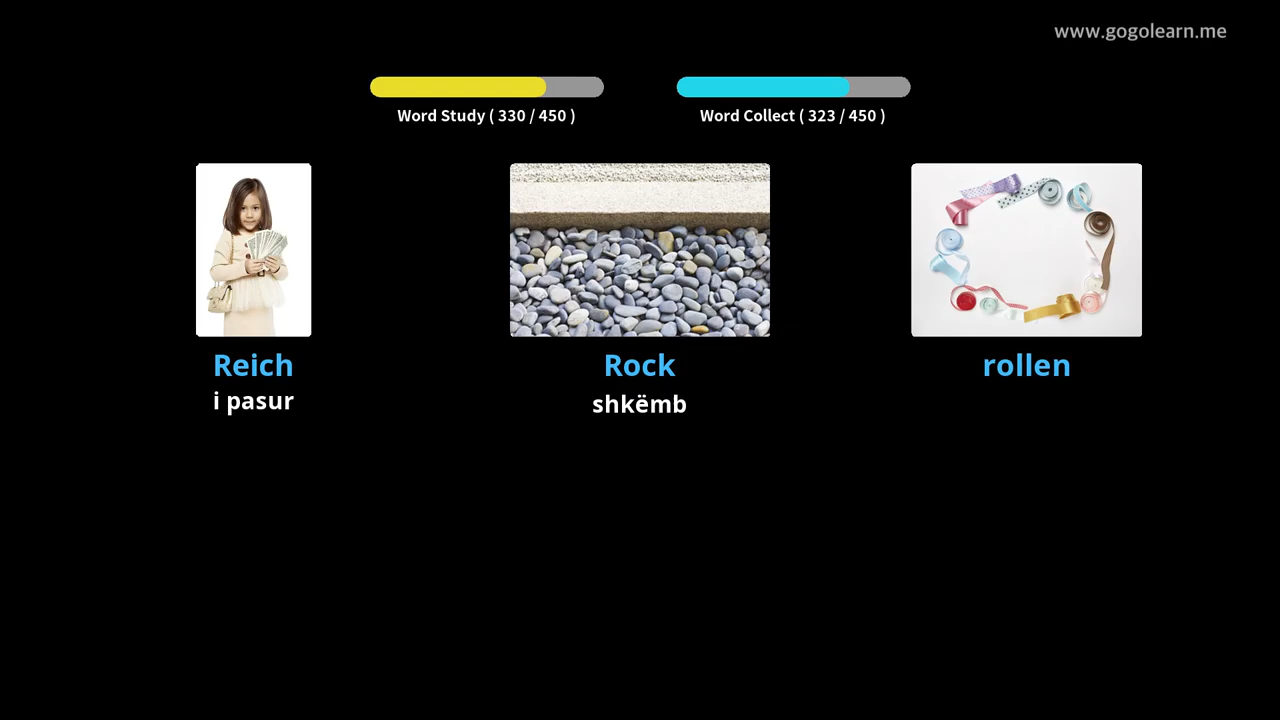 www.gogolearn.me
Word Study ( 330 / 450 )
Word Collect ( 323 / 450 )
Reich
i pasur
Rock
shkëmb
rollen